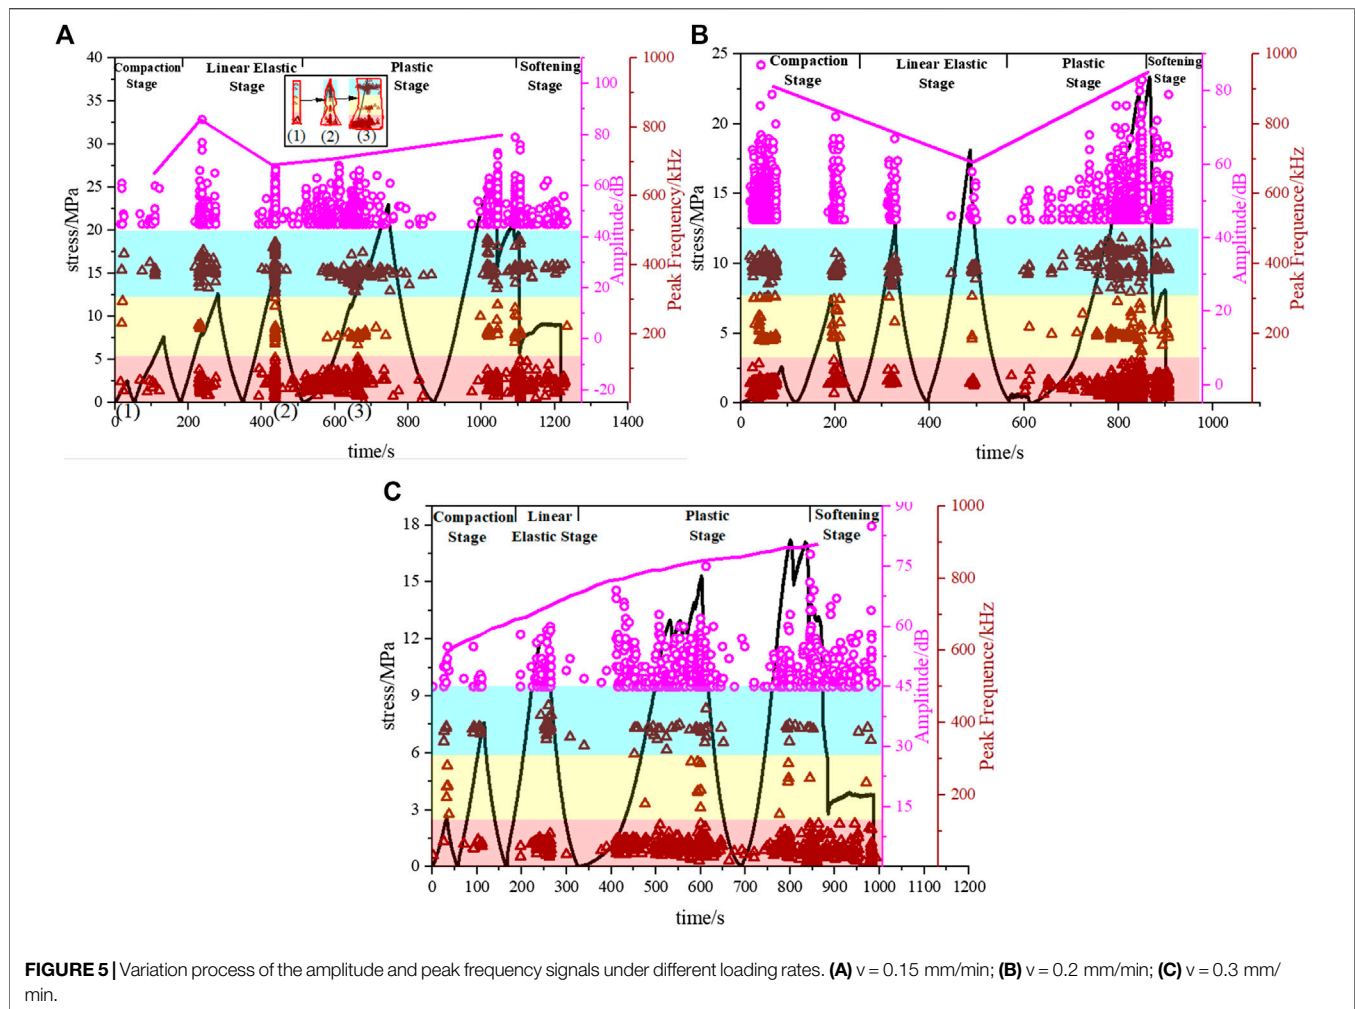 A
Compaction Stage
Linear Elastic Stage
Plastic Stage
Softening Stage
(1) (2) (3)
stress/MPa
40
35
30
25
20
15
10
5
0
0 200 400 600 800 1000 1200 1400
(1) (2) (3)
time/s
Amplitude/dB
100
80
60
40
20
0
-20
Peak Frequency/kHz
1000
800
600
400
200
0
B
Compaction Stage
Linear Elastic Stage
Plastic Stage
Softening Stage
stress/MPa
25
20
15
10
5
0
0 200 400 600 800 1000
time/s
Amplitude/dB
80
60
40
20
0
Peak Frequency/kHz
1000
800
600
400
200
0
C
Compaction Stage
Linear Elastic Stage
Plastic Stage
Softening Stage
stress/MPa
18
15
12
9
6
3
0
0 100 200 300 400 500 600 700 800 900 1000 1200
time/s
Amplitude/dB
90
75
60
45
30
15
Peak Frequency/kHz
1000
800
600
400
200
0
FIGURE 5 | Variation process of the amplitude and peak frequency signals under different loading rates. (A) v = 0.15 mm/min; (B) v = 0.2 mm/min; (C) v = 0.3 mm/
min.